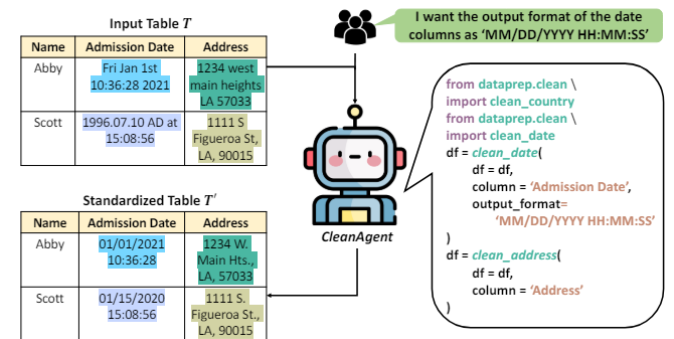 Input Table T
Name Admission Date Address
Abby Fri Jan 1st 10:36:28 2021 1234 west main heights LA 57033
Scott 1996.07.10 AD at 15:08:56 1111 S Figueroa St, LA, 90015
I want the output format of the date
columns as ‘MM/DD/YYYY HH:MM:SS’
CleanAgent
from dataprep.clean \
import clean_country
from dataprep.clean \
import clean_date
df = clean_date(
df = df,
column = ‘Admission Date’,
output_format=
‘MM/DD/YYYY HH:MM:SS’
)
df = clean_address(
df = df,
column = ‘Address’
)
Standardized Table T′
Name Admission Date Address
Abby 01/01/2021 10:36:28 1234 W. Main Hts., LA, 57033
Scott 01/15/2020 15:08:56 1111 S. Figueroa St., LA, 90015